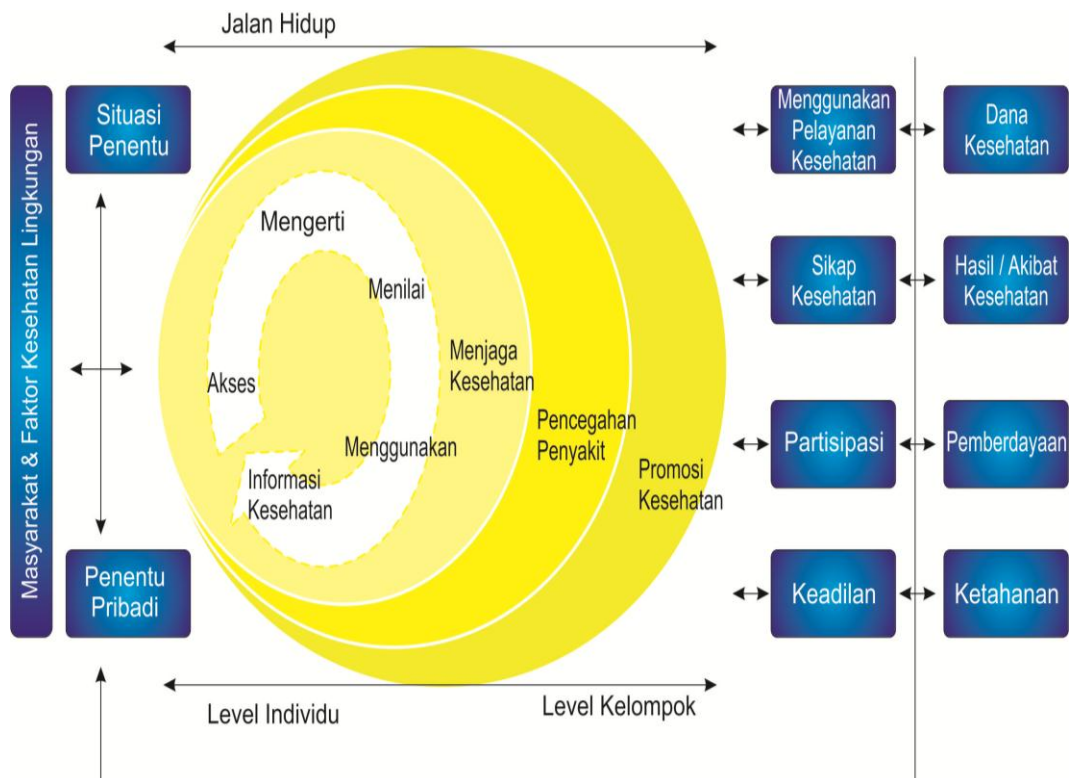 Jalan Hidup
Masyarakat & Faktor Kesehatan Lingkungan
Situasi
Penentu
Penentu
Pribadi
Mengerti
Menilai
Akses
Menggunakan
Informasi
Kesehatan
Menjaga
Kesehatan
Pencegahan
Penyakit
Promosi
Kesehatan
Level Individu
Level Kelompok
Menggunakan
Pelayanan
Kesehatan
Dana
Kesehatan
Sikap
Kesehatan
Hasil / Akibat
Kesehatan
Partisipasi
Pemberdayaan
Keadilan
Ketahanan